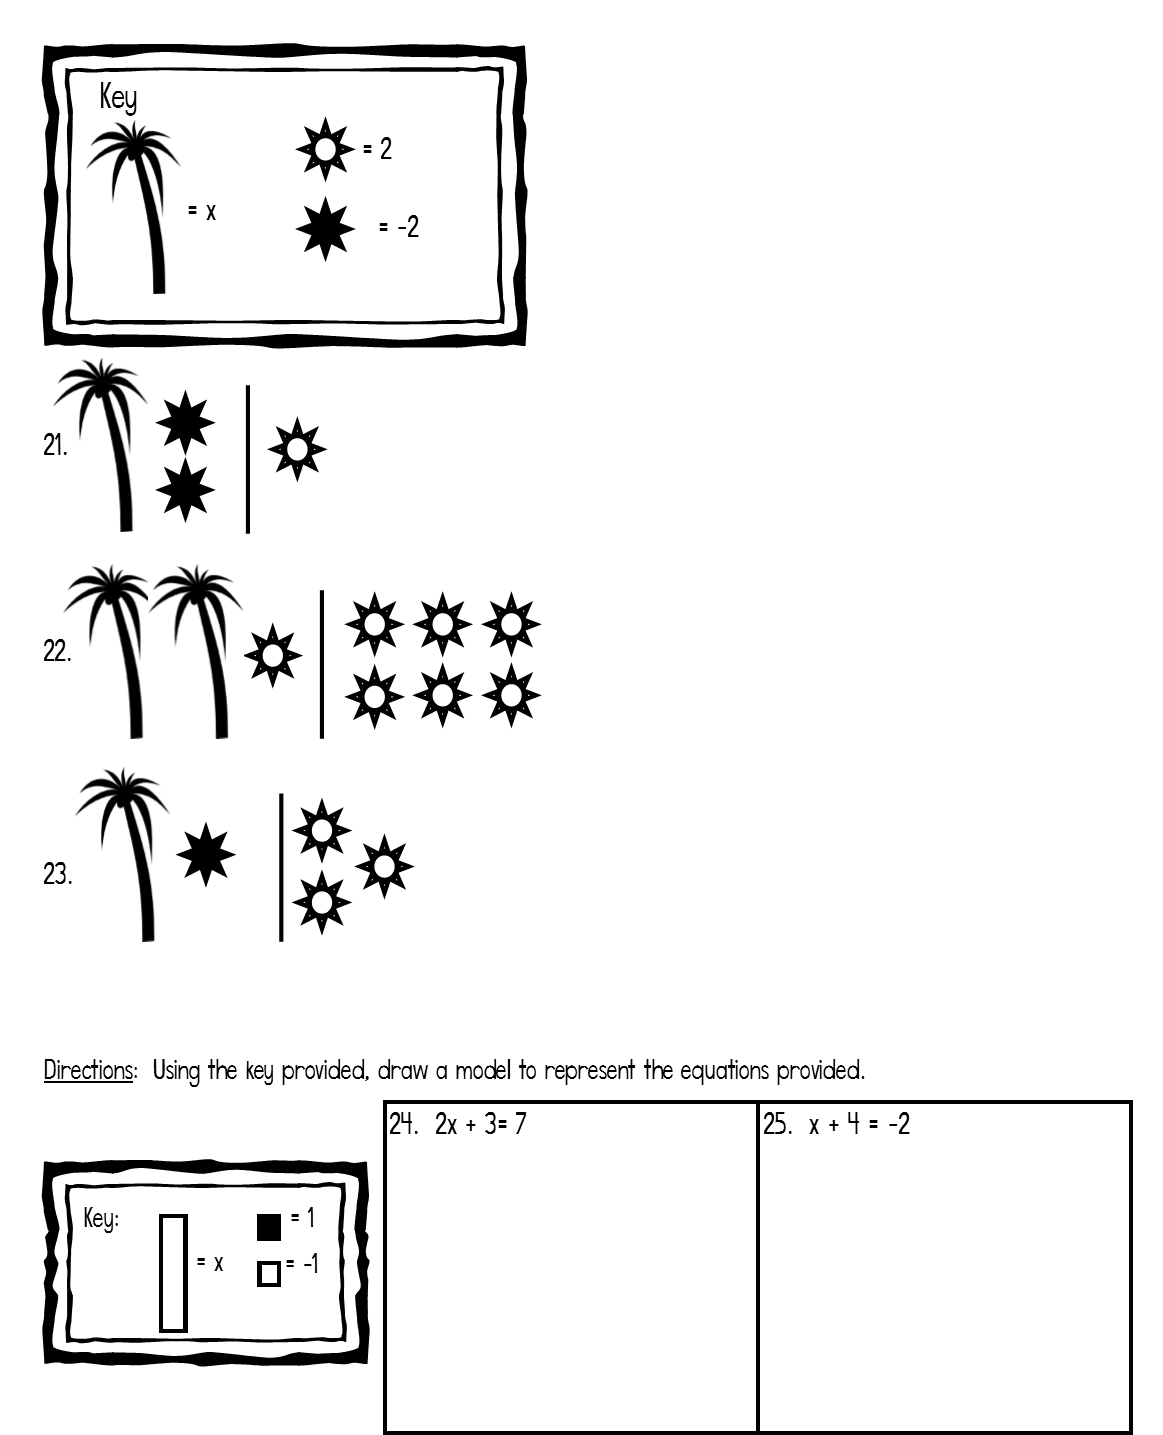 Key
= 2
= x
= -2
21.
22.
23.
Directions:  Using the key provided, draw a model to represent the equations provided.
24.  2x + 3= 7
25.  x + 4 = -2
Key:
= 1
= x
= -1